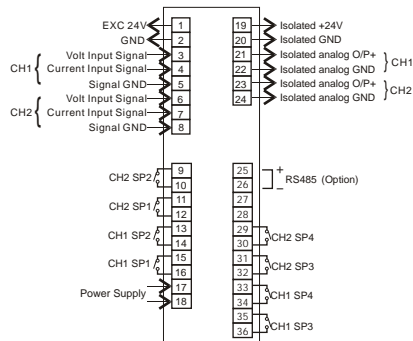 EXC 24V 1 19 Isolated +24V
GND 2 20 Isolated GND
CH1 Volt Input Signal 3 21 Isolated analog O/P+ CH1
Current Input Signal 4 22 Isolated analog GND
Signal GND 5 23 Isolated analog O/P+ CH2
CH2 Volt Input Signal 6 24 Isolated analog GND
Current Input Signal 7
Signal GND 8
CH2 SP2 9 25 + RS485 (Option)
10 26 −
CH2 SP1 11 27
12 28
CH1 SP2 13 29 CH2 SP4
14 30
CH1 SP1 15 31 CH2 SP3
16 32
Power Supply 17 33 CH1 SP4
18 34
35 CH1 SP3
36